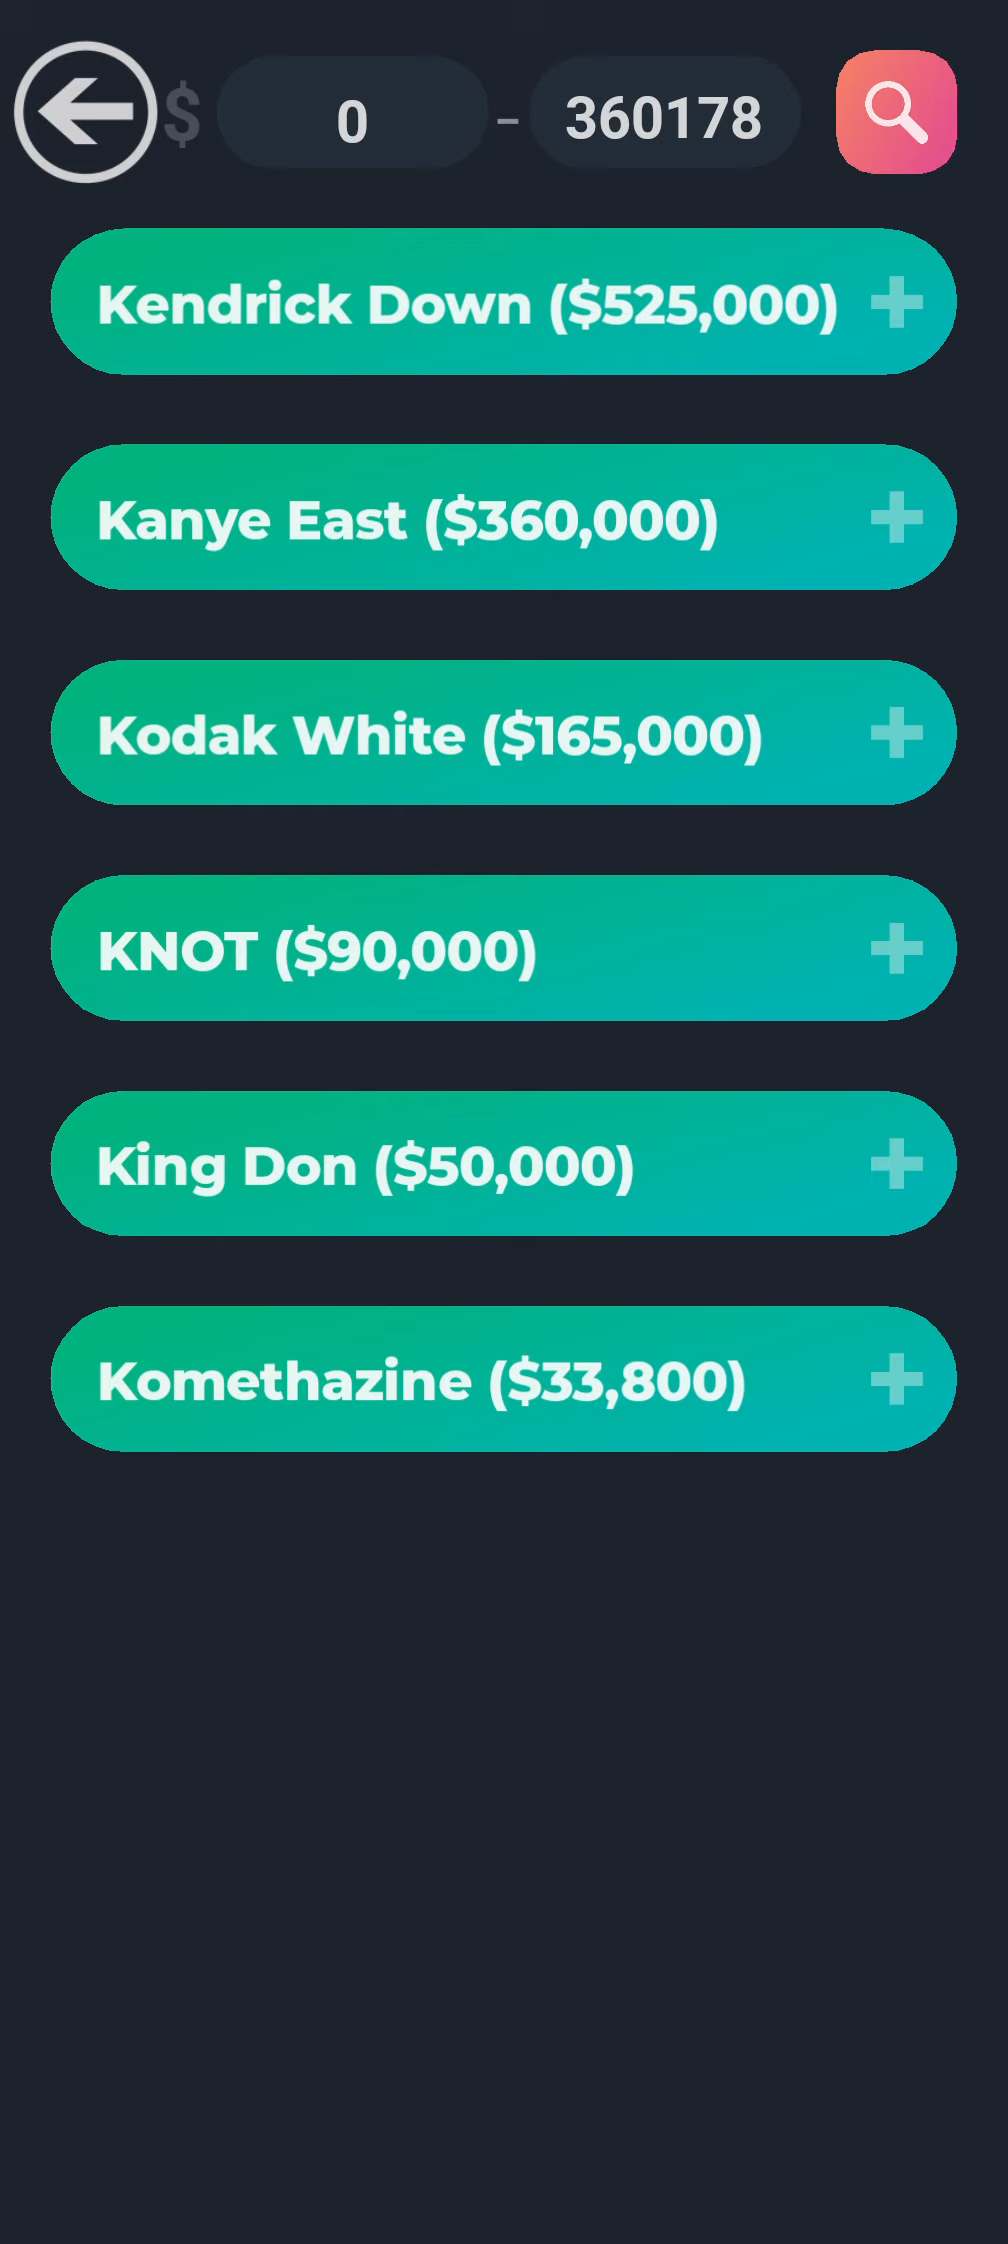 $ 0 - 360178
Kendrick Down ($525,000) +
Kanye East ($360,000) +
Kodak White ($165,000) +
KNOT ($90,000) +
King Don ($50,000) +
Komethazine ($33,800) +